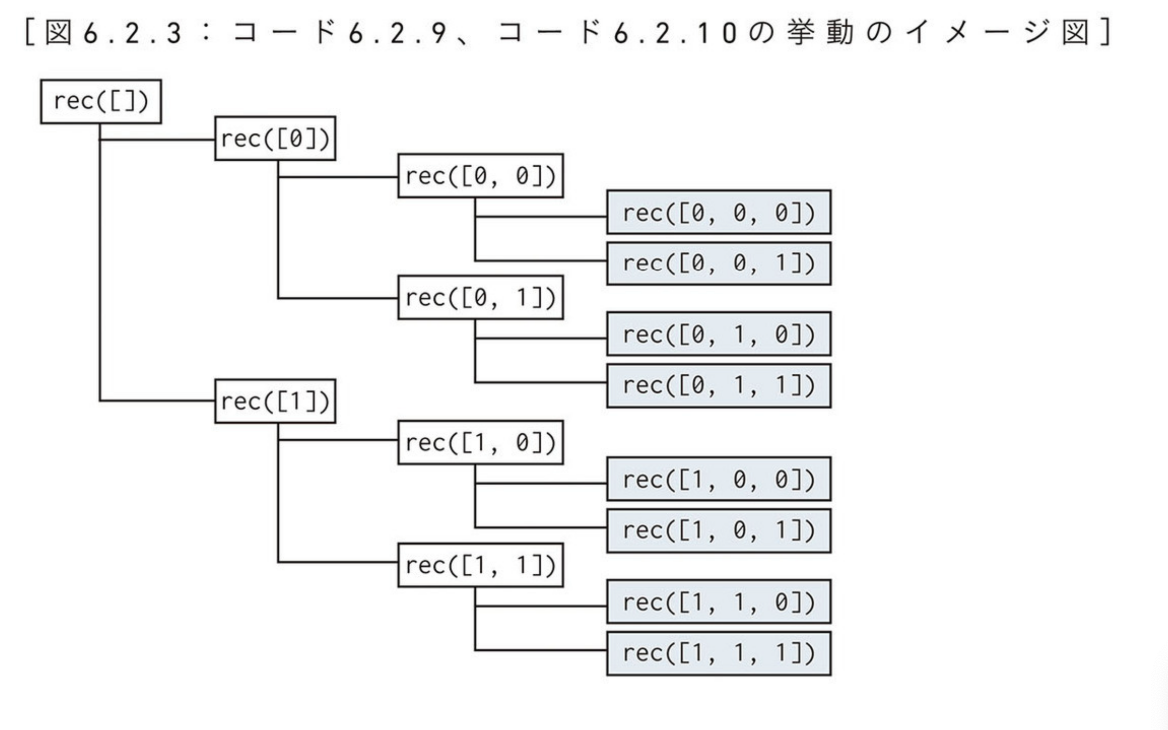 [図6.2.3：コード6.2.9、コード6.2.10の挙動のイメージ図]
rec([])
rec([0])
rec([0, 0])
rec([0, 0, 0])
rec([0, 0, 1])
rec([0, 1])
rec([0, 1, 0])
rec([0, 1, 1])
rec([1])
rec([1, 0])
rec([1, 0, 0])
rec([1, 0, 1])
rec([1, 1])
rec([1, 1, 0])
rec([1, 1, 1])